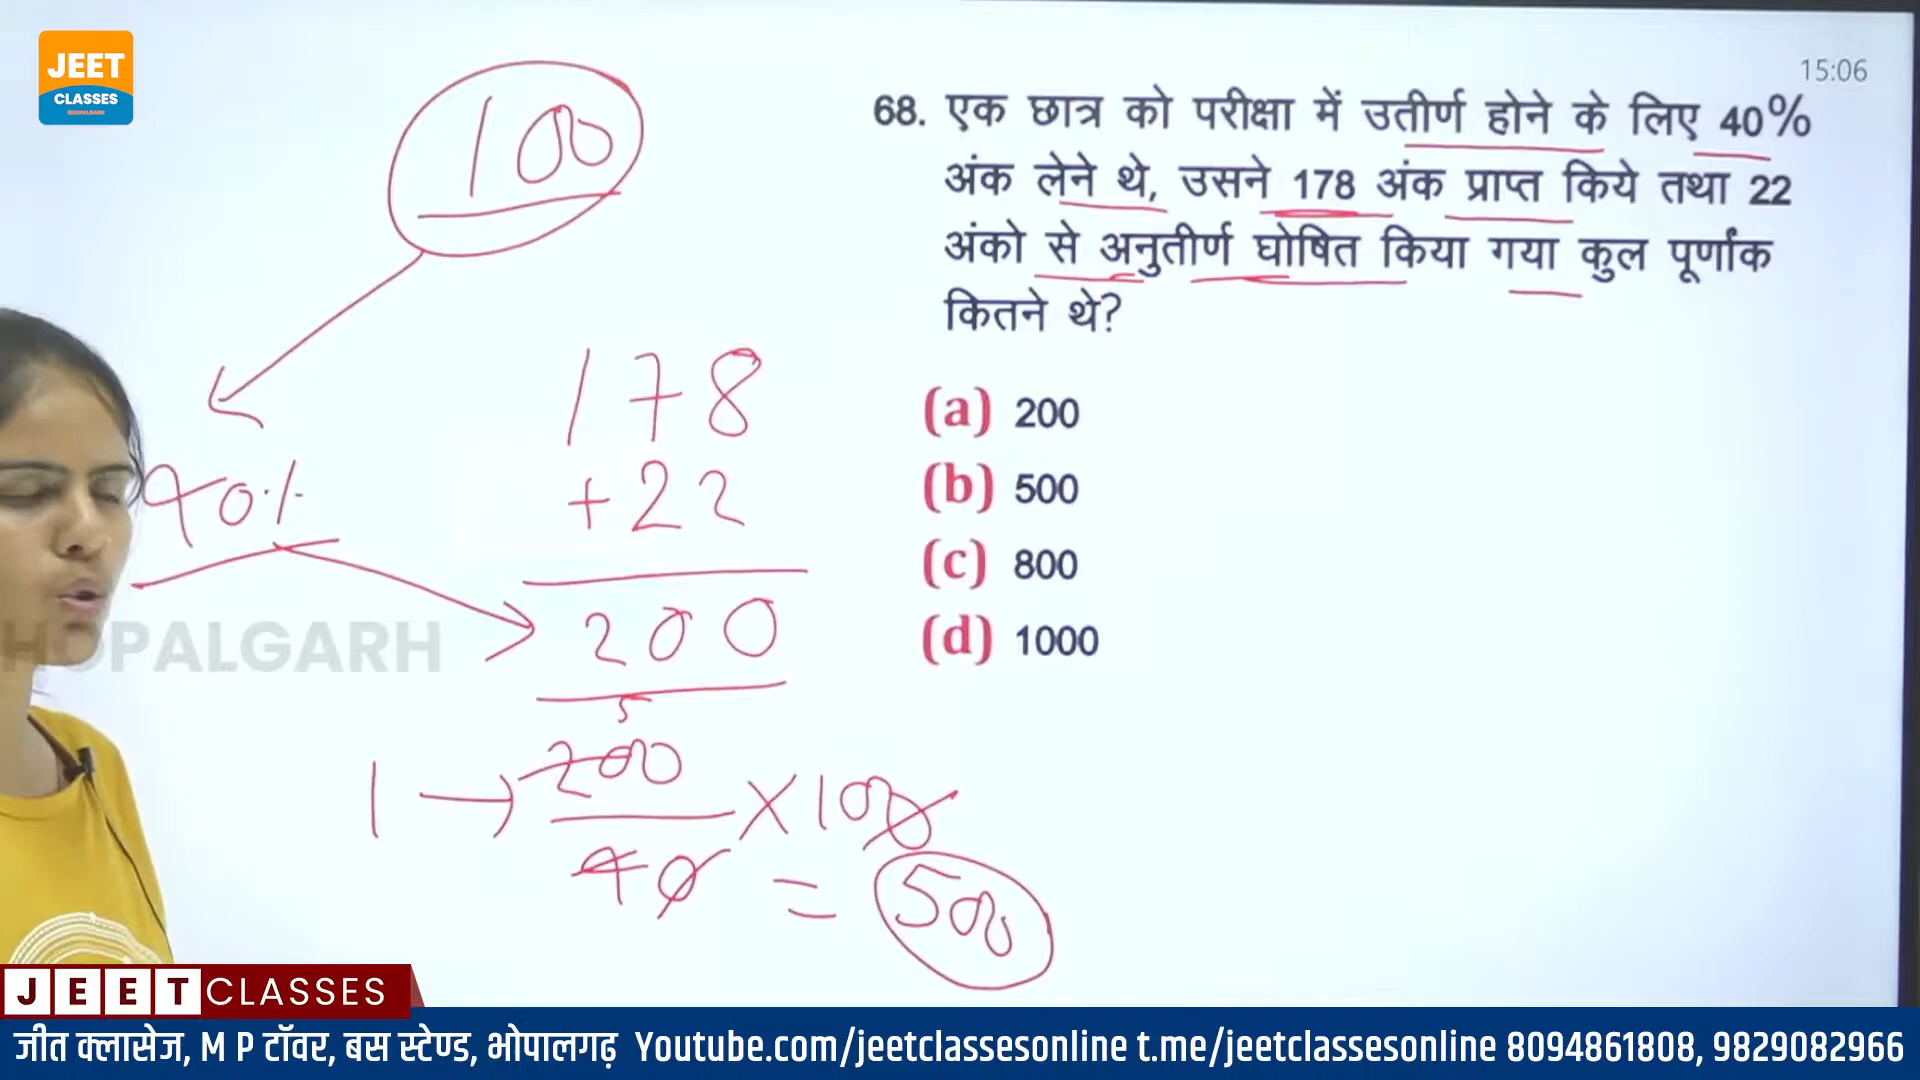 JEET
CLASSES
15:06
100
68. एक छात्र को परीक्षा में उतीर्ण होने के लिए 40%
अंक लेने थे, उसने 178 अंक प्राप्त किये तथा 22
अंको से अनुतीर्ण घोषित किया गया कुल पूर्णांक
कितने थे?
(a) 200
(b) 500
(c) 800
(d) 1000
178
+22
200
40%
HOPALGARH
5
1 → 200
40
×100
= 500
JEET CLASSES
जीत क्लासेज, M P टॉवर, बस स्टेण्ड, भोपालगढ़ Youtube.com/jeetclassesonline t.me/jeetclassesonline 8094861808, 9829082966